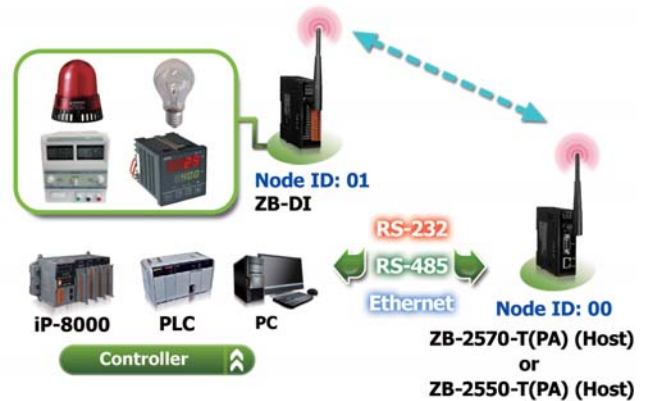 Node ID: 01
ZB-DI
RS-232
RS-485
Ethernet
iP-8000
PLC
PC
Controller
Node ID: 00
ZB-2570-T(PA) (Host)
or
ZB-2550-T(PA) (Host)